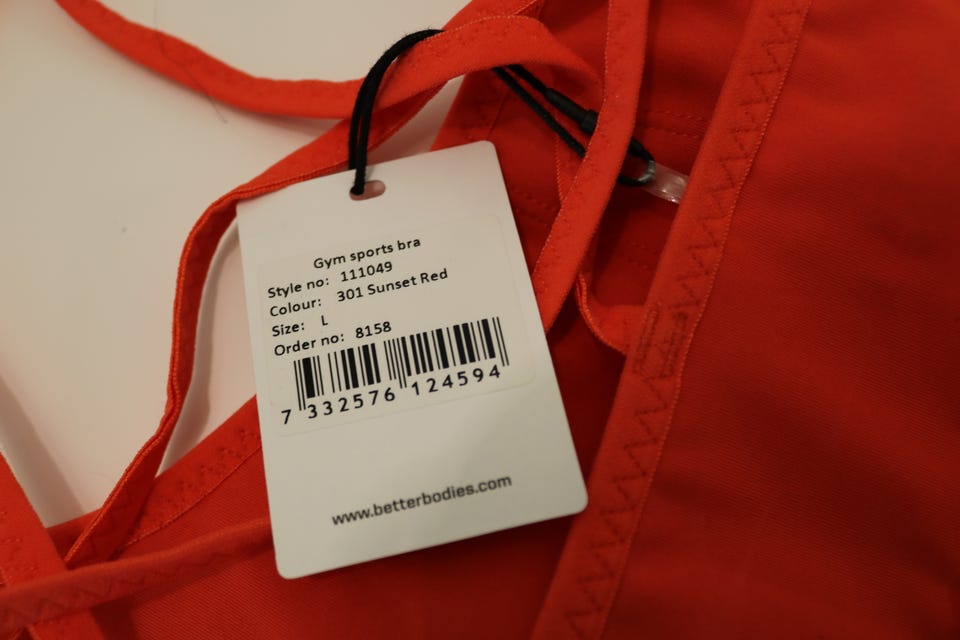 Gym sports bra
Style no: 111049
Colour: 301 Sunset Red
Size: L
Order no: 8158
7 332576 124594
www.betterbodies.com